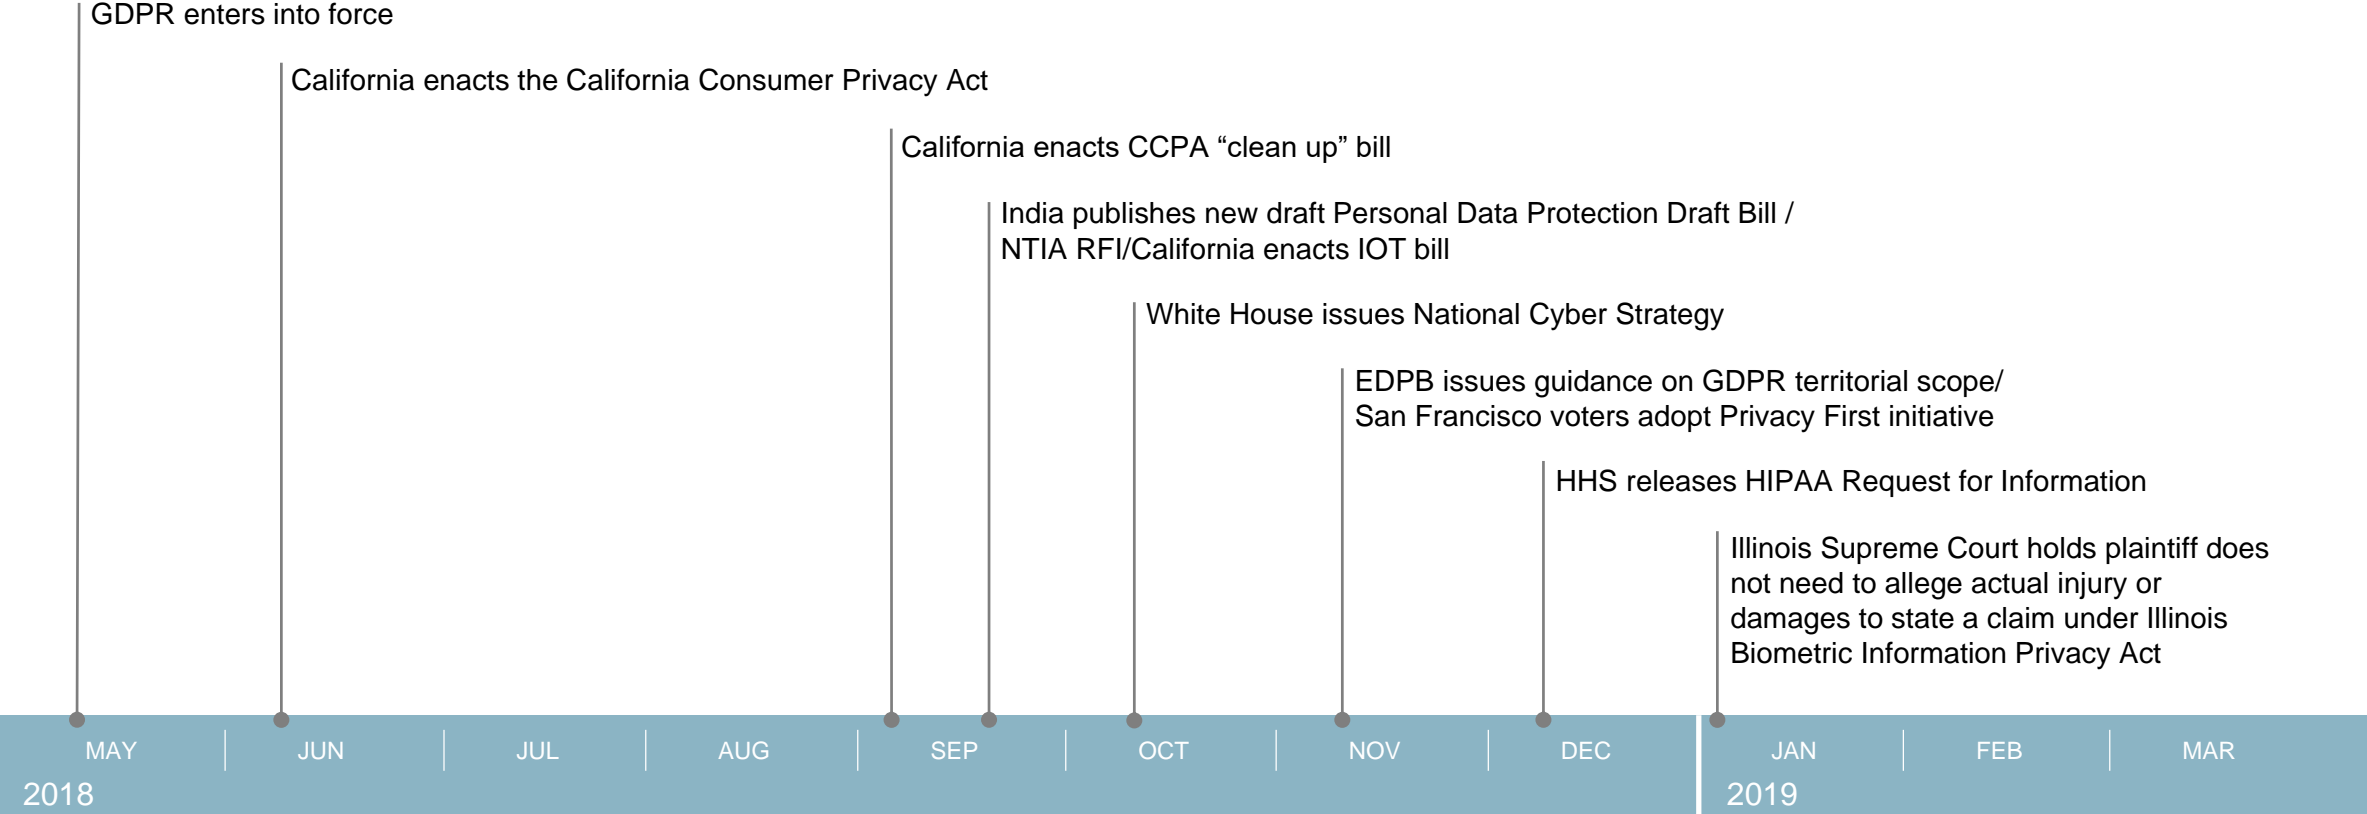 GDPR enters into force
California enacts the California Consumer Privacy Act
California enacts CCPA “clean up” bill
India publishes new draft Personal Data Protection Draft Bill /
NTIA RFI/California enacts IOT bill
White House issues National Cyber Strategy
EDPB issues guidance on GDPR territorial scope/
San Francisco voters adopt Privacy First initiative
HHS releases HIPAA Request for Information
Illinois Supreme Court holds plaintiff does
not need to allege actual injury or
damages to state a claim under Illinois
Biometric Information Privacy Act
MAY JUN JUL AUG SEP OCT NOV DEC JAN FEB MAR
2018 2019